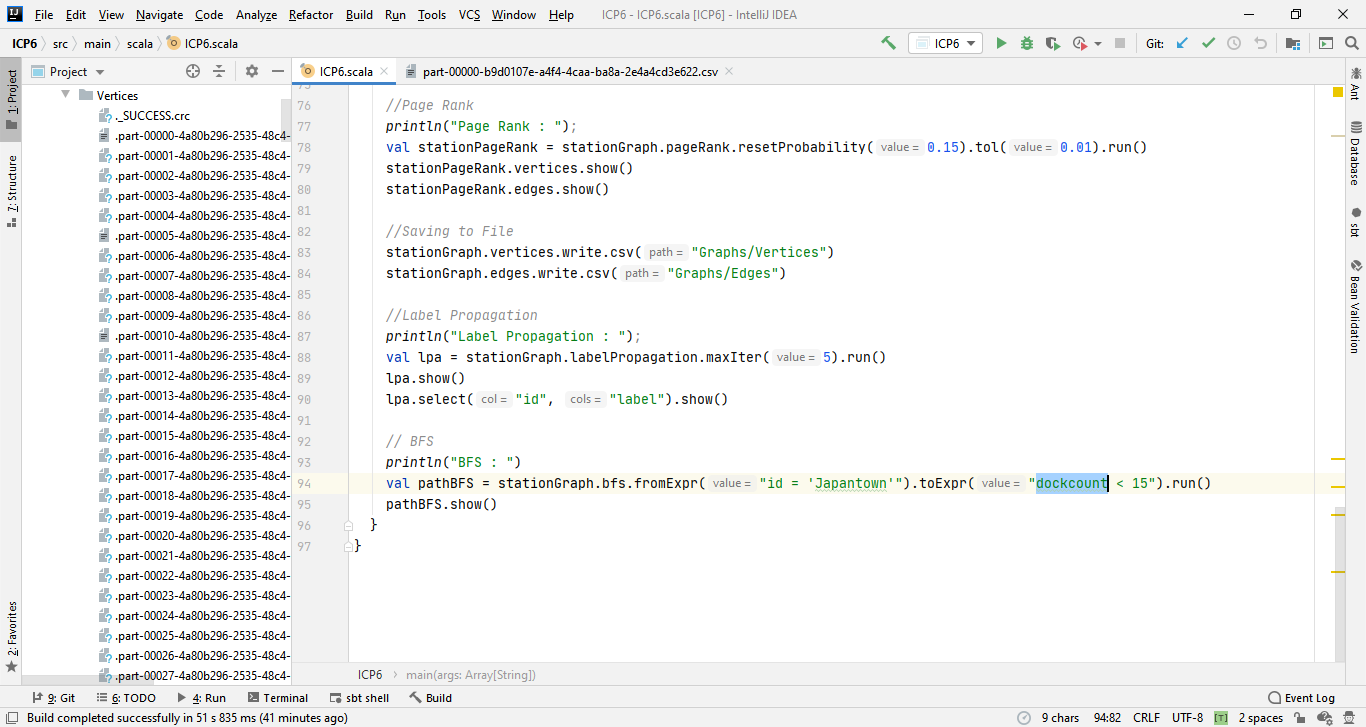 File Edit View Navigate Code Analyze Refactor Build Run Tools VCS Window Help ICP6 - ICP6.scala [ICP6] - IntelliJ IDEA
ICP6 src main scala ICP6.scala ICP6 Git:
Project ICP6.scala part-00000-b9d0107e-a4f4-4caa-ba8a-2e4a4cd3e622.csv
1: Project
7: Structure
2: Favorites
Vertices
._SUCCESS.crc
.part-00000-4a80b296-2535-48c4-
.part-00001-4a80b296-2535-48c4-
.part-00002-4a80b296-2535-48c4-
.part-00003-4a80b296-2535-48c4-
.part-00004-4a80b296-2535-48c4-
.part-00005-4a80b296-2535-48c4-
.part-00006-4a80b296-2535-48c4-
.part-00007-4a80b296-2535-48c4-
.part-00008-4a80b296-2535-48c4-
.part-00009-4a80b296-2535-48c4-
.part-00010-4a80b296-2535-48c4-
.part-00011-4a80b296-2535-48c4-
.part-00012-4a80b296-2535-48c4-
.part-00013-4a80b296-2535-48c4-
.part-00014-4a80b296-2535-48c4-
.part-00015-4a80b296-2535-48c4-
.part-00016-4a80b296-2535-48c4-
.part-00017-4a80b296-2535-48c4-
.part-00018-4a80b296-2535-48c4-
.part-00019-4a80b296-2535-48c4-
.part-00020-4a80b296-2535-48c4-
.part-00021-4a80b296-2535-48c4-
.part-00022-4a80b296-2535-48c4-
.part-00023-4a80b296-2535-48c4-
.part-00024-4a80b296-2535-48c4-
.part-00025-4a80b296-2535-48c4-
.part-00026-4a80b296-2535-48c4-
.part-00027-4a80b296-2535-48c4-
75
76 //Page Rank
77 println("Page Rank : ");
78 val stationPageRank = stationGraph.pageRank.resetProbability( value = 0.15).tol( value = 0.01).run()
79 stationPageRank.vertices.show()
80 stationPageRank.edges.show()
81
82 //Saving to File
83 stationGraph.vertices.write.csv( path = "Graphs/Vertices")
84 stationGraph.edges.write.csv( path = "Graphs/Edges")
85
86 //Label Propagation
87 println("Label Propagation : ");
88 val lpa = stationGraph.labelPropagation.maxIter( value = 5).run()
89 lpa.show()
90 lpa.select( col = "id", cols = "label").show()
91
92 // BFS
93 println("BFS : ")
94 val pathBFS = stationGraph.bfs.fromExpr( value = "id = 'Japantown'").toExpr( value = "dockcount < 15").run()
95 pathBFS.show()
96 }
97 }
Ant
Database
sbt
Bean Validation
ICP6 main(args: Array[String])
9: Git 6: TODO 4: Run Terminal sbt shell Build Event Log
Build completed successfully in 51 s 835 ms (41 minutes ago) 9 chars 94:82 CRLF UTF-8 [T] 2 spaces